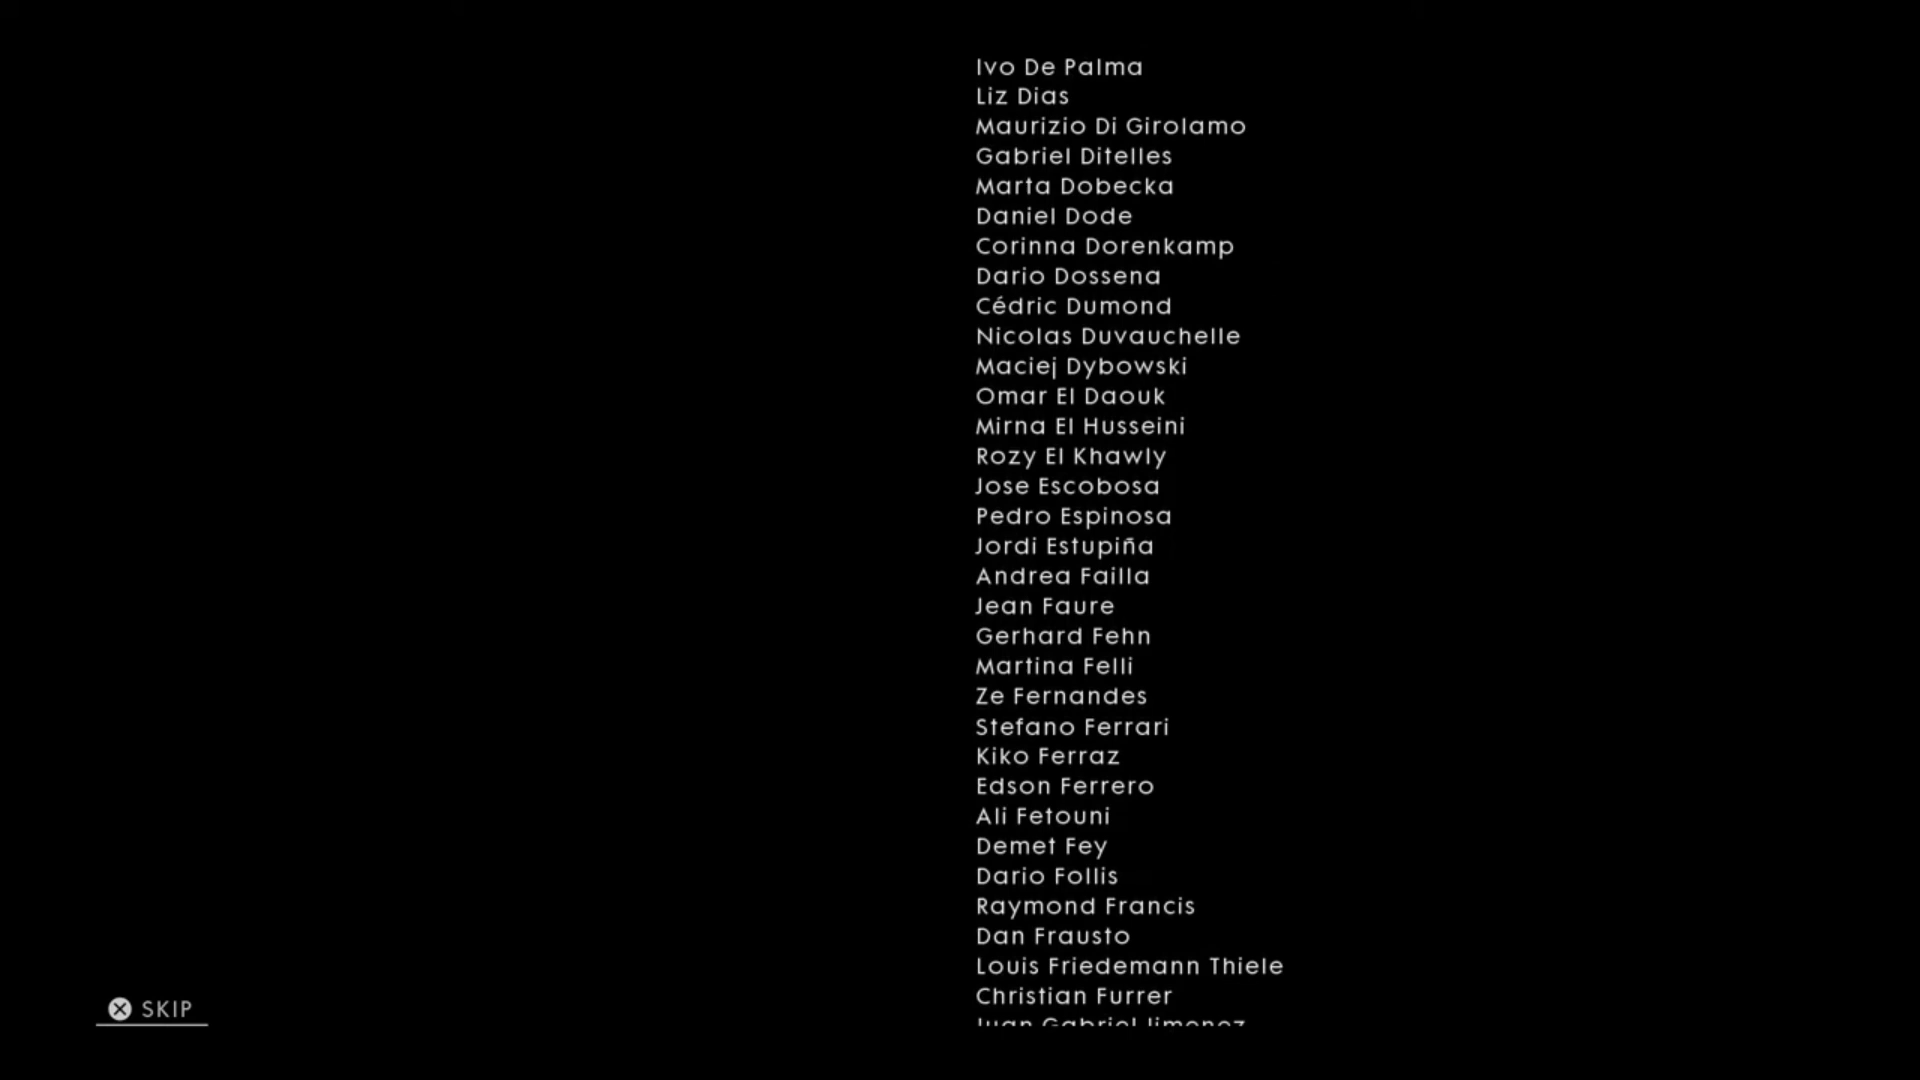 Ivo De Palma
Liz Dias
Maurizio Di Girolamo
Gabriel Ditelles
Marta Dobecka
Daniel Dode
Corinna Dorenkamp
Dario Dossena
Cédric Dumond
Nicolas Duvauchelle
Maciej Dybowski
Omar El Daouk
Mirna El Husseini
Rozy El Khawly
Jose Escobosa
Pedro Espinosa
Jordi Estupiña
Andrea Failla
Jean Faure
Gerhard Fehn
Martina Felli
Ze Fernandes
Stefano Ferrari
Kiko Ferraz
Edson Ferrero
Ali Fetouni
Demet Fey
Dario Follis
Raymond Francis
Dan Frausto
Louis Friedemann Thiele
Christian Furrer
Juan Gabriel Jimenez
SKIP